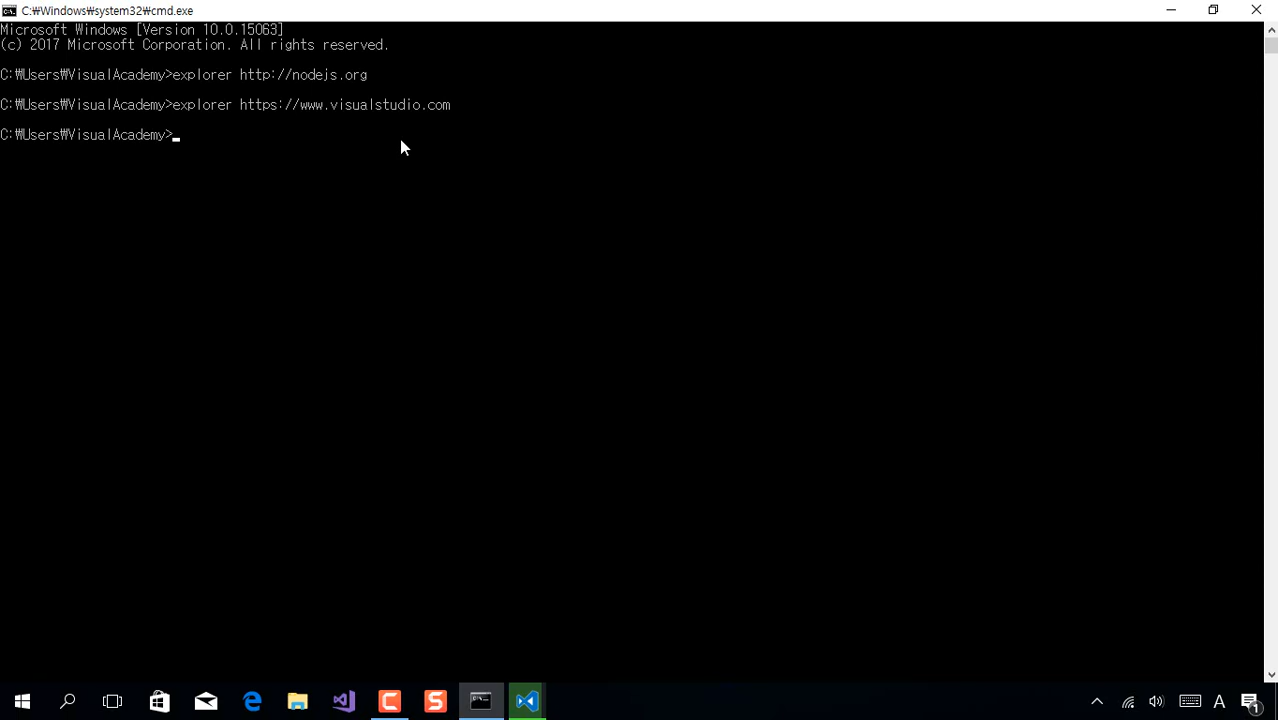 C:₩Windows₩system32₩cmd.exe
Microsoft Windows [Version 10.0.15063]
(c) 2017 Microsoft Corporation. All rights reserved.
C:₩Users₩VisualAcademy>explorer http://nodejs.org
C:₩Users₩VisualAcademy>explorer https://www.visualstudio.com
C:₩Users₩VisualAcademy>
A
1